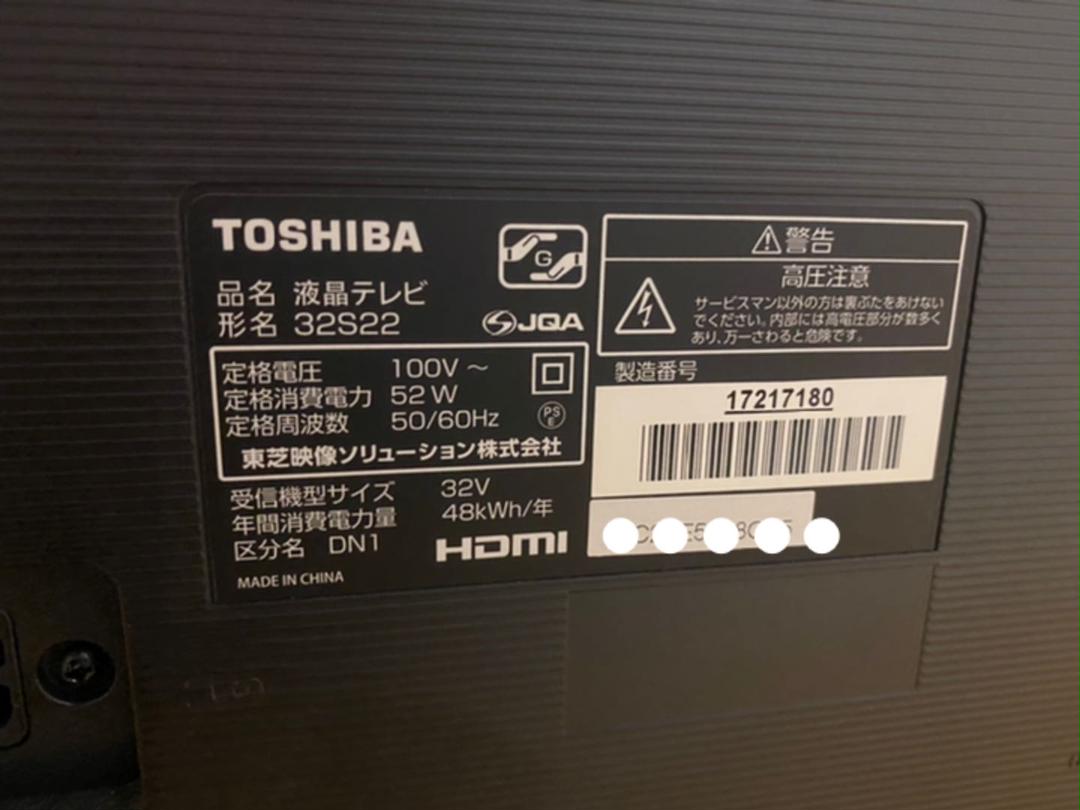 TOSHIBA
品名 液晶テレビ
形名 32S22
G
JQA
定格電圧 100V～
定格消費電力 52W
定格周波数 50/60Hz
PS
E
東芝映像ソリューション株式会社
受信機型サイズ 32V
年間消費電力量 48kWh/年
区分名 DN1
HDMI
MADE IN CHINA
⚠警告
高圧注意
サービスマン以外の方は裏ぶたをあけない
でください。内部には高電圧部分が数多く
あり、万一さわると危険です。
製造番号
17217180